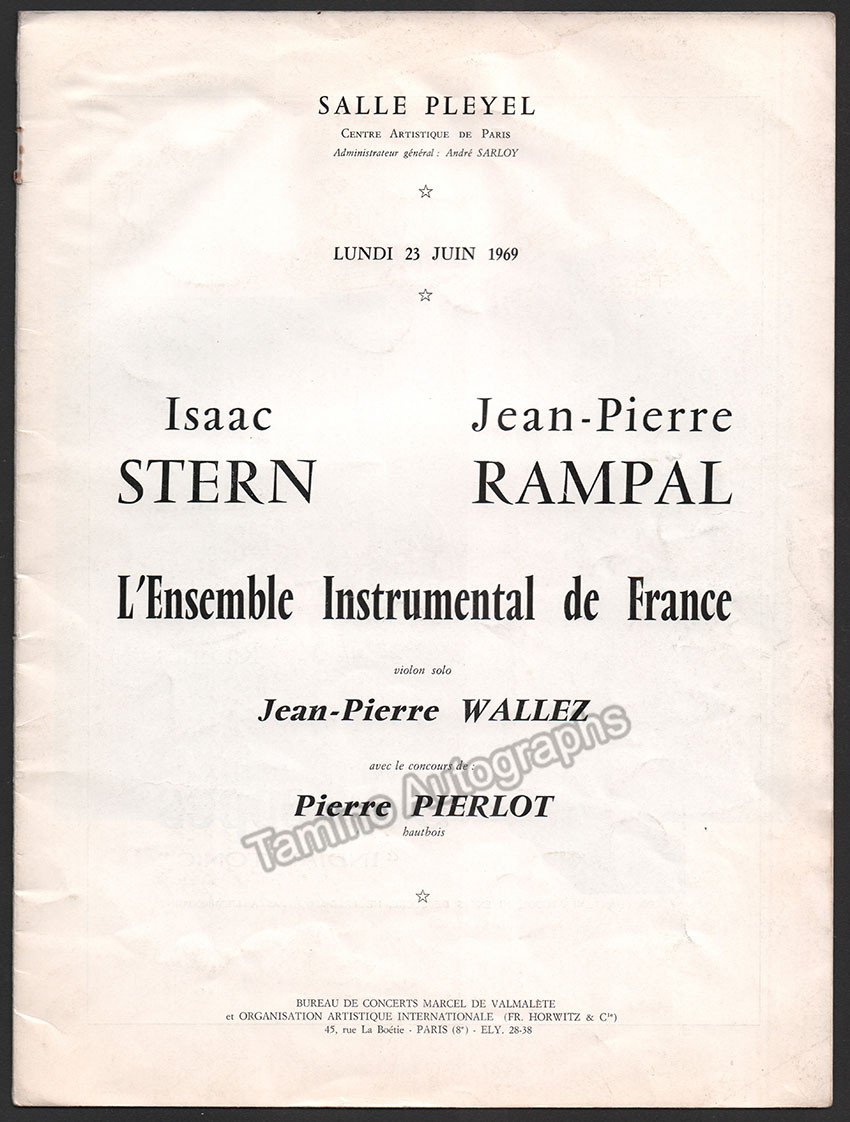 SALLE PLEYEL
CENTRE ARTISTIQUE DE PARIS
Administrateur général : André SARLOY
LUNDI 23 JUIN 1969
Isaac Jean-Pierre
STERN RAMPAL
L'Ensemble Instrumental de France
violon solo
Jean-Pierre WALLEZ
avec le concours de :
Pierre PIERLOT
hautbois
Tamino Autographs
BUREAU DE CONCERTS MARCEL DE VALMALÈTE
et ORGANISATION ARTISTIQUE INTERNATIONALE (FR. HORWITZ & Cie)
45, rue La Boétie - PARIS (8e) - ELY. 28-38